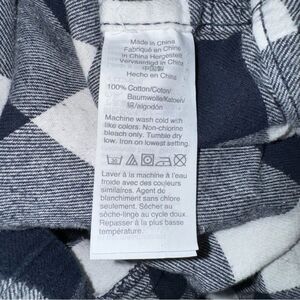 Made in China
Fabriqué en Chine
In China Hergestellt
Vervaardigd in China
中国製
Hecho en China
100% Cotton/Coton/
Baumwolle/Katoen/
綿/algodón
Machine wash cold with
like colors. Non-chlorine
bleach only. Tumble dry
low. Iron on lowest setting.
Laver à la machine à l'eau
froide avec des couleurs
similaires. Agent de
blanchiment sans chlore
seulement. Sécher au
sèche-linge au cycle doux.
Repasser à la plus basse
température.